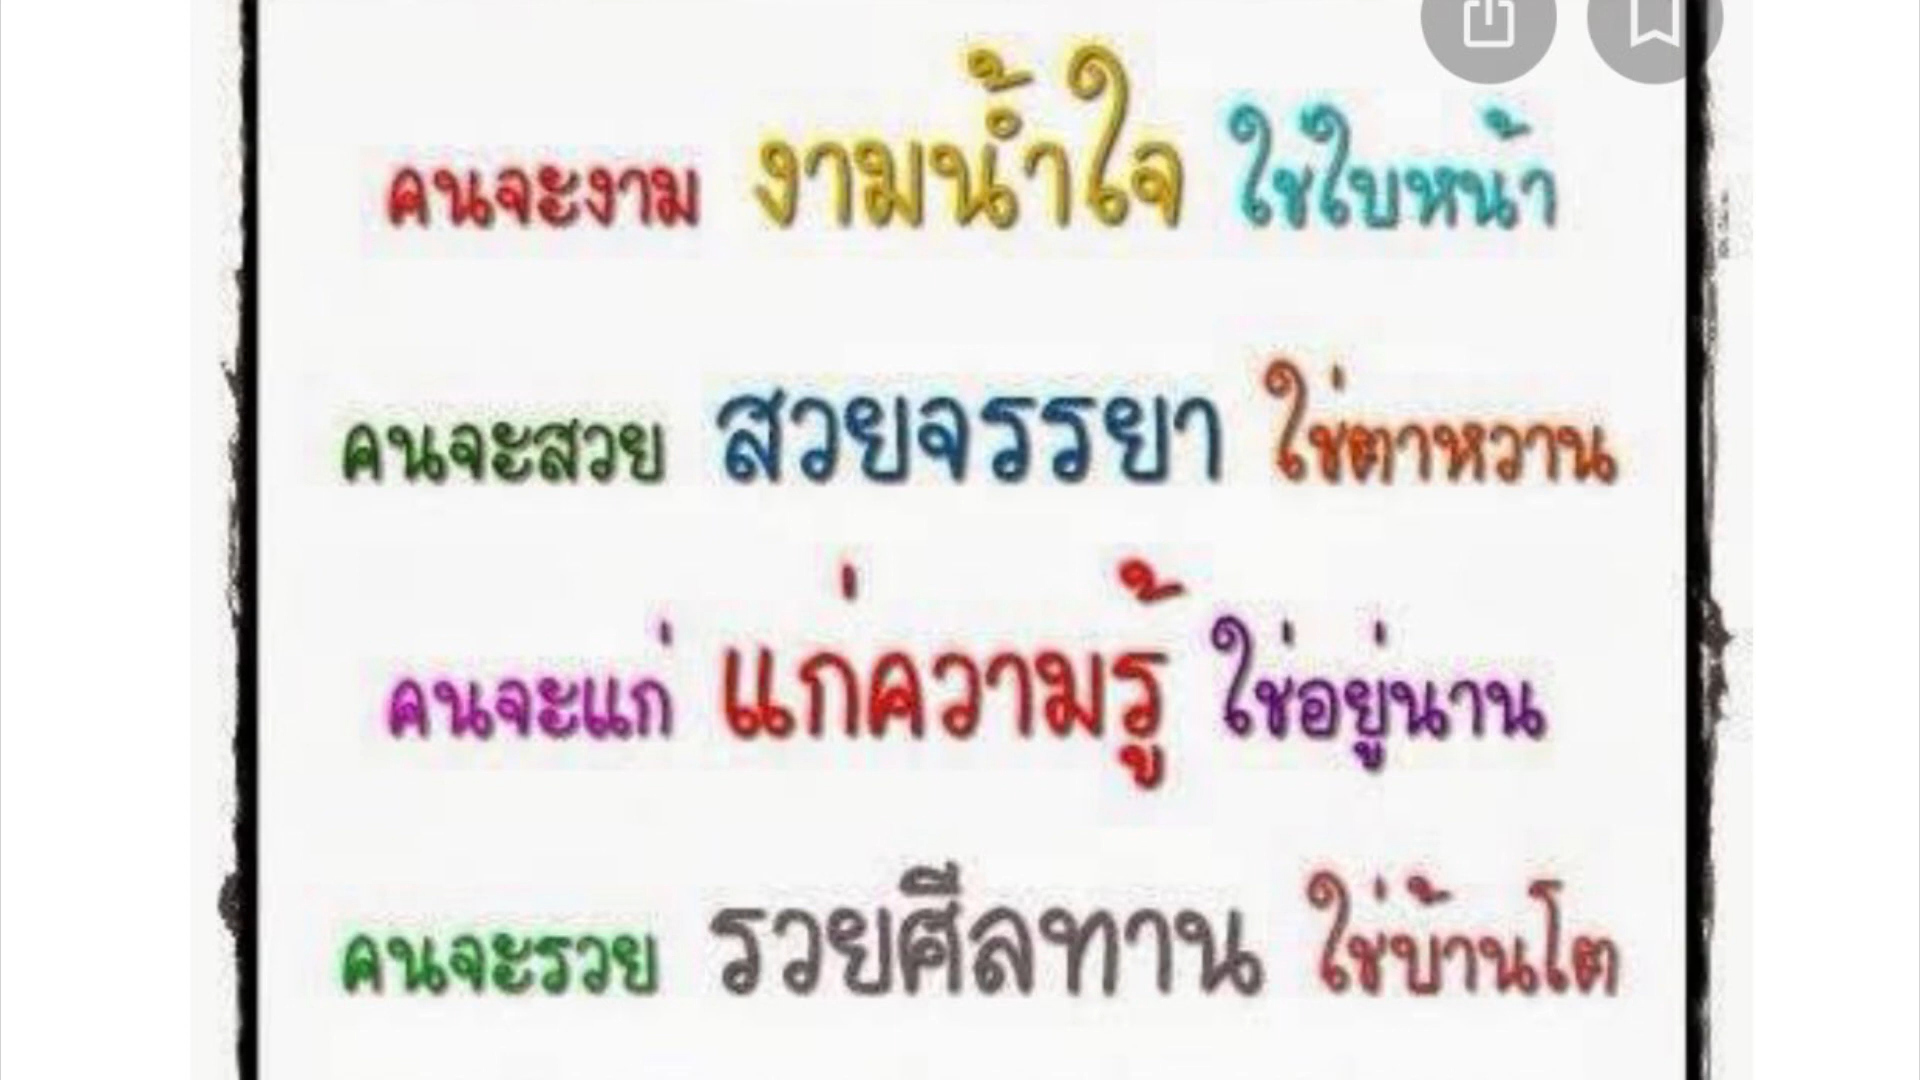 คนจะงาม งามน้ำใจ ใช่ใบหน้า
คนจะสวย สวยจรรยา ใช่ตาหวาน
คนจะแก่ แก่ความรู้ ใช่อยู่นาน
คนจะรวย รวยศีลทาน ใช่บ้านโต